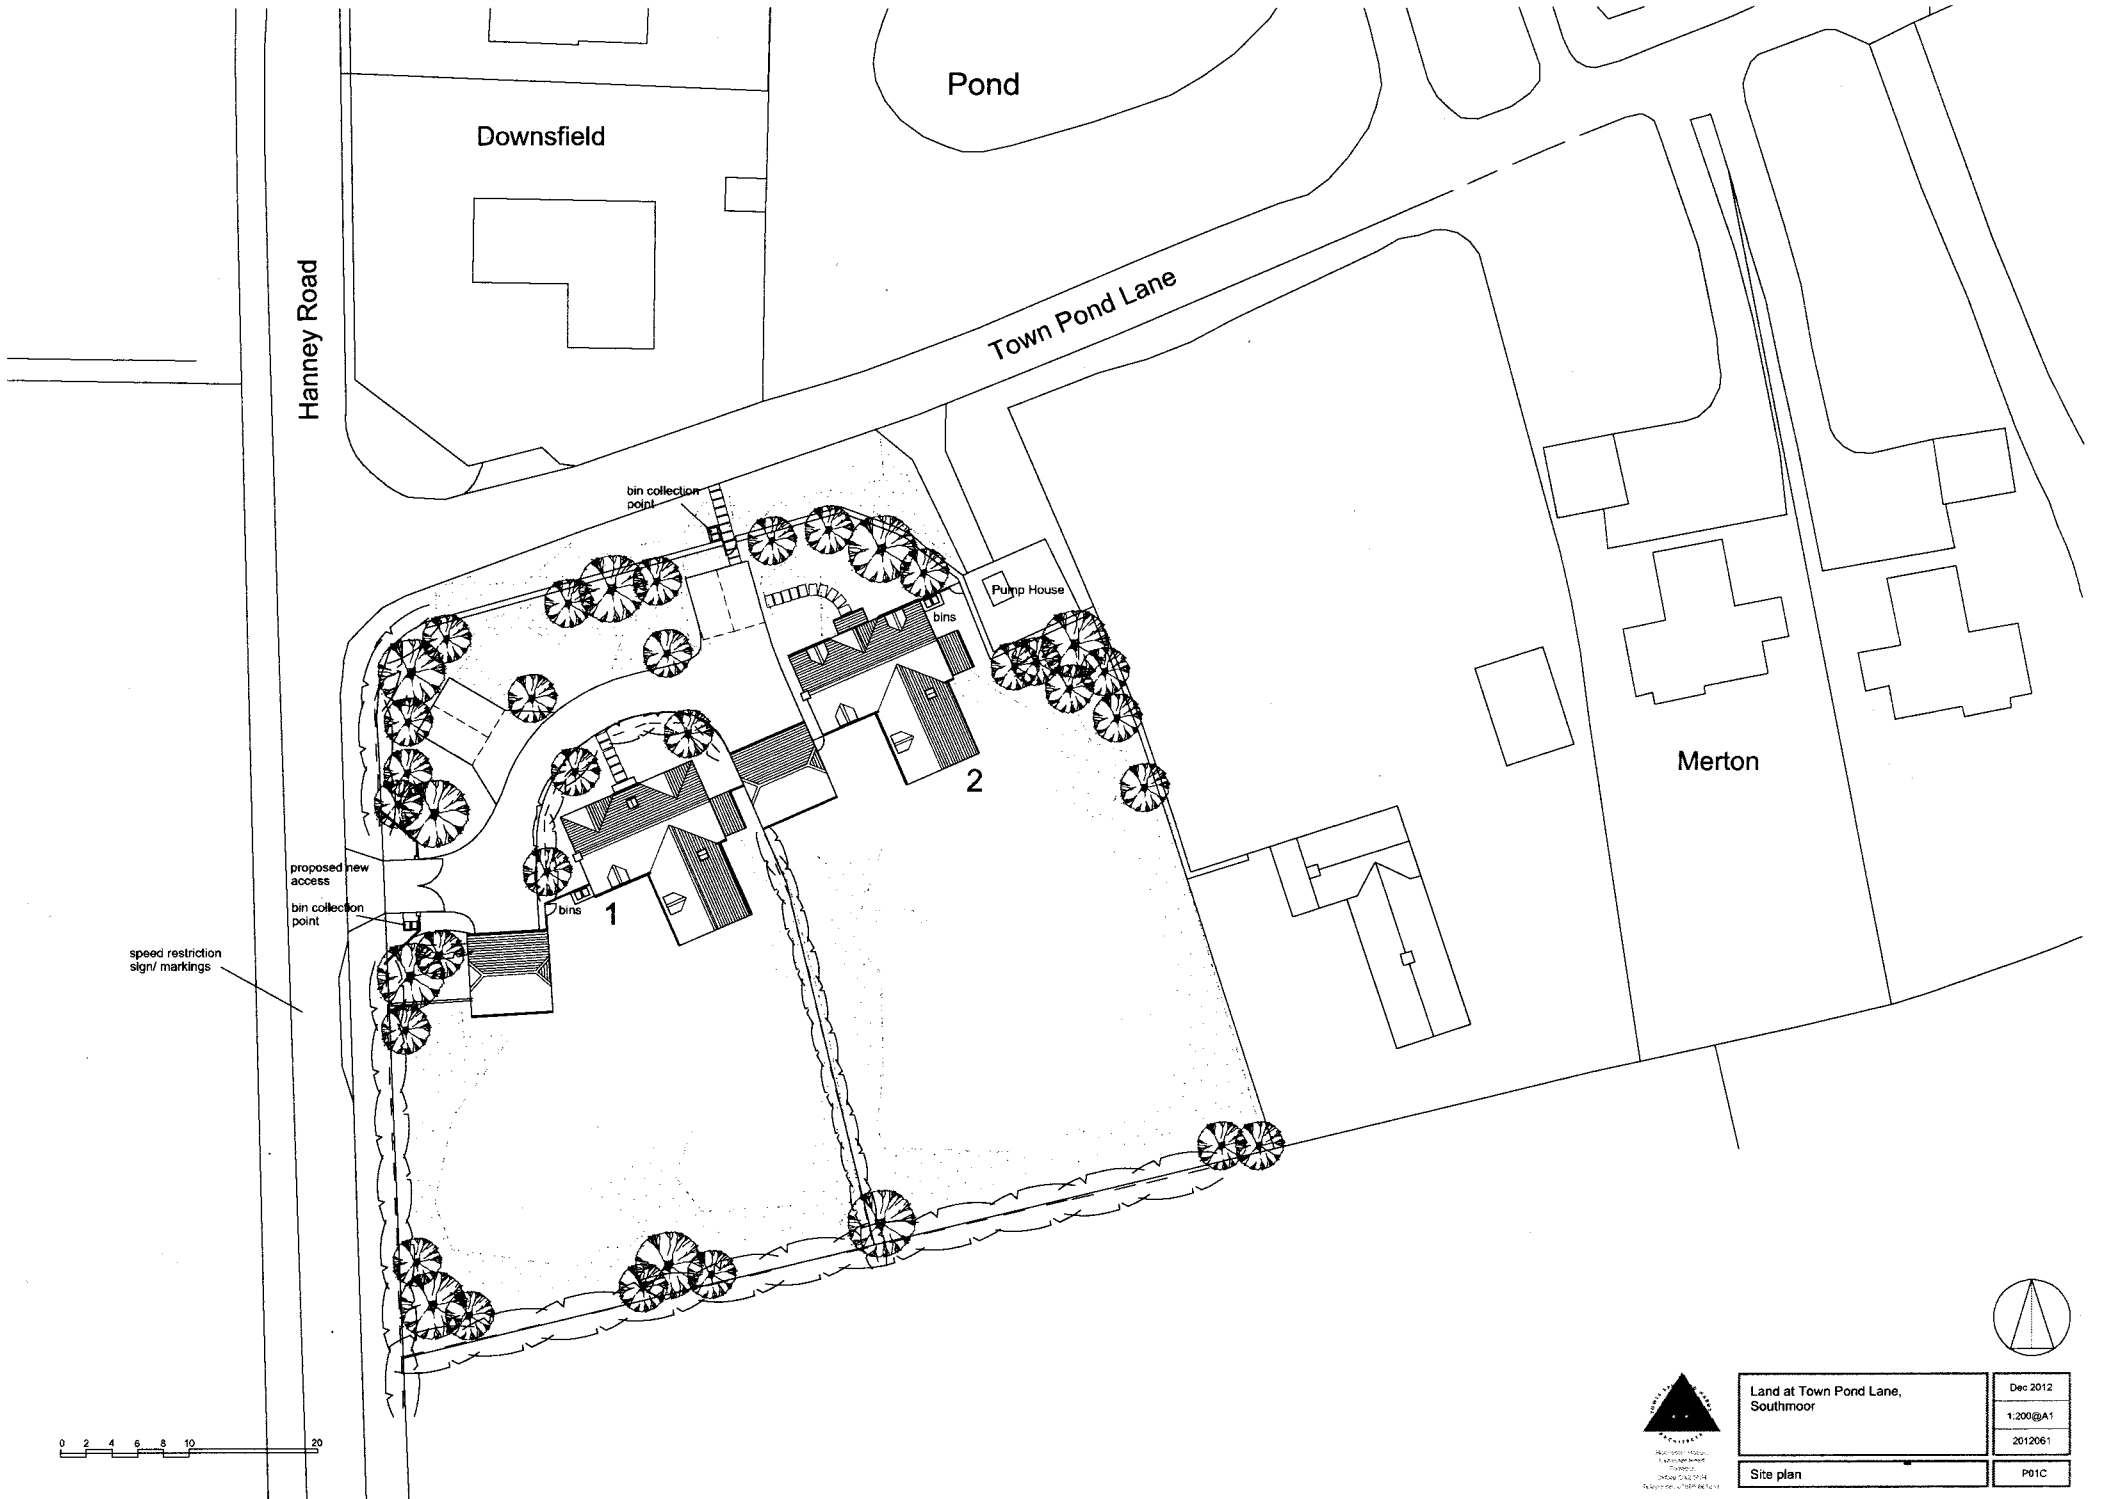 Pond
Downsfield
Hanney Road
Town Pond Lane
bin collection
point
Pump House
bins
2
Merton
proposed new
access
bin collection
point
bins
1
speed restriction
sign/ markings
0 2 4 6 8 10 20
ARCHITECTS
Land at Town Pond Lane,
Southmoor
Dec 2012
1:200@A1
2012061
Site plan
P01C